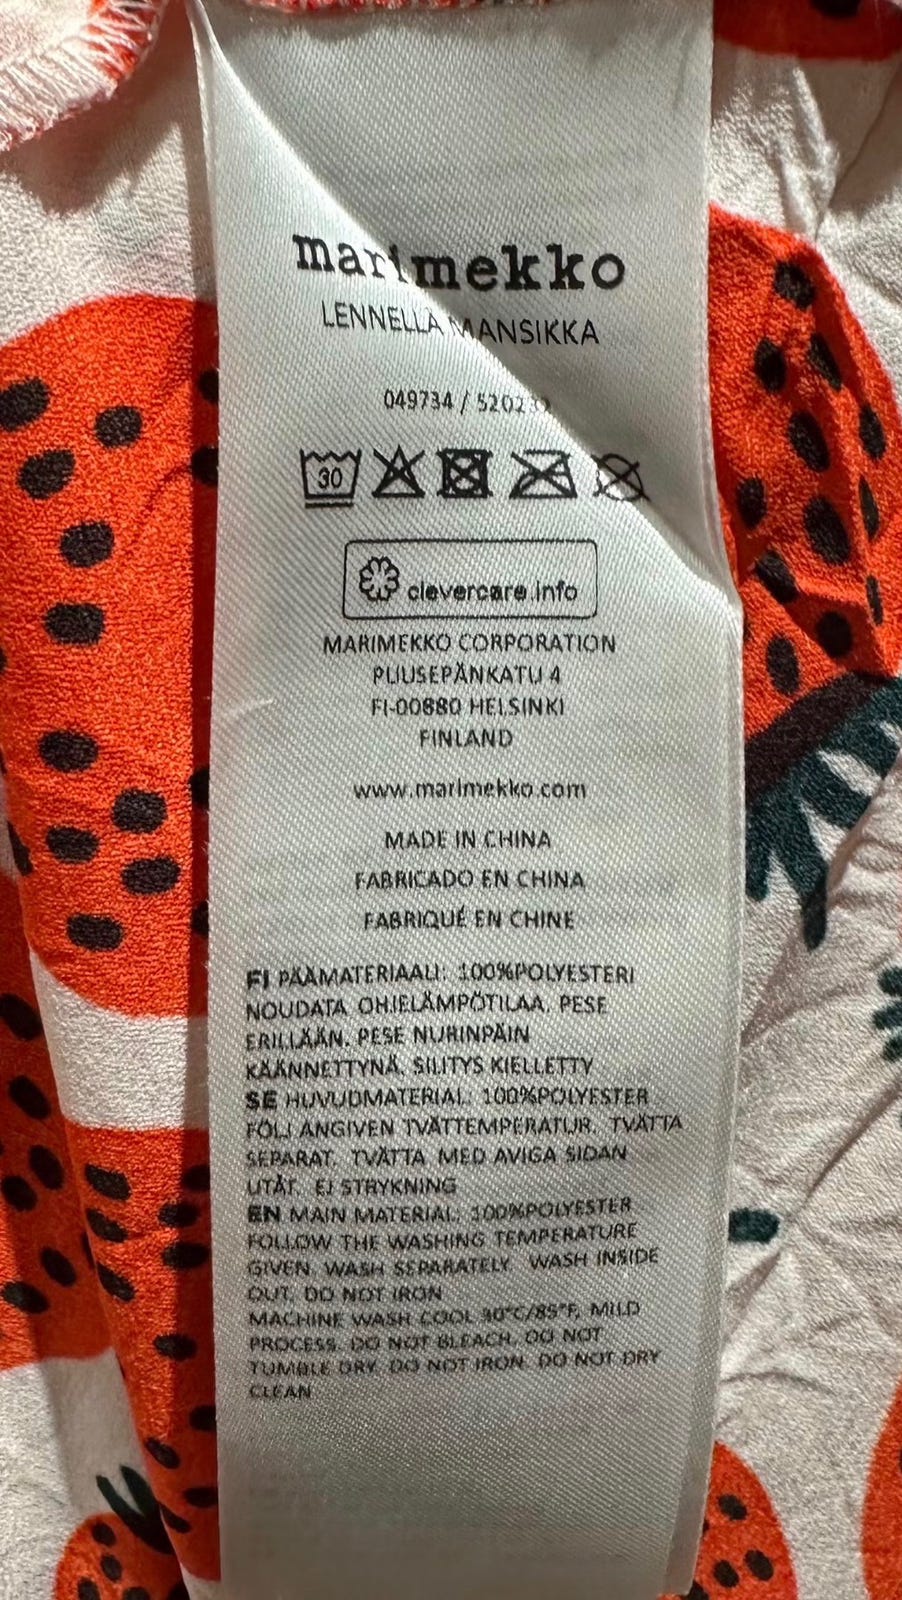 marimekko
LENNELLÄ MANSIKKA
049734 /
30
clevercare.info
MARIMEKKO CORPORATION
PUUSEPÄNKATU 4
FI-00880 HELSINKI
FINLAND
www.marimekko.com
MADE IN CHINA
FABRICADO EN CHINA
FABRIQUÉ EN CHINE
FI PÄÄMATERIAALI: 100%POLYESTERI
NOUDATA OHJELÄMPÖTILAA. PESE
ERILLÄÄN. PESE NURINPÄIN
KÄÄNNETTYNÄ. SILITYS KIELLETTY
SE HUVUDMATERIAL: 100%POLYESTER
FÖLJ ANGIVEN TVÄTTEMPERATUR. TVÄTTA
SEPARAT. TVÄTTA MED AVIGA SIDAN
UTÅT. EJ STRYKNING
EN MAIN MATERIAL: 100%POLYESTER
FOLLOW THE WASHING TEMPERATURE
GIVEN. WASH SEPARATELY. WASH INSIDE
OUT. DO NOT IRON
MACHINE WASH COOL 30°C/85°F, MILD
PROCESS. DO NOT BLEACH. DO NOT
TUMBLE DRY. DO NOT IRON. DO NOT DRY
CLEAN